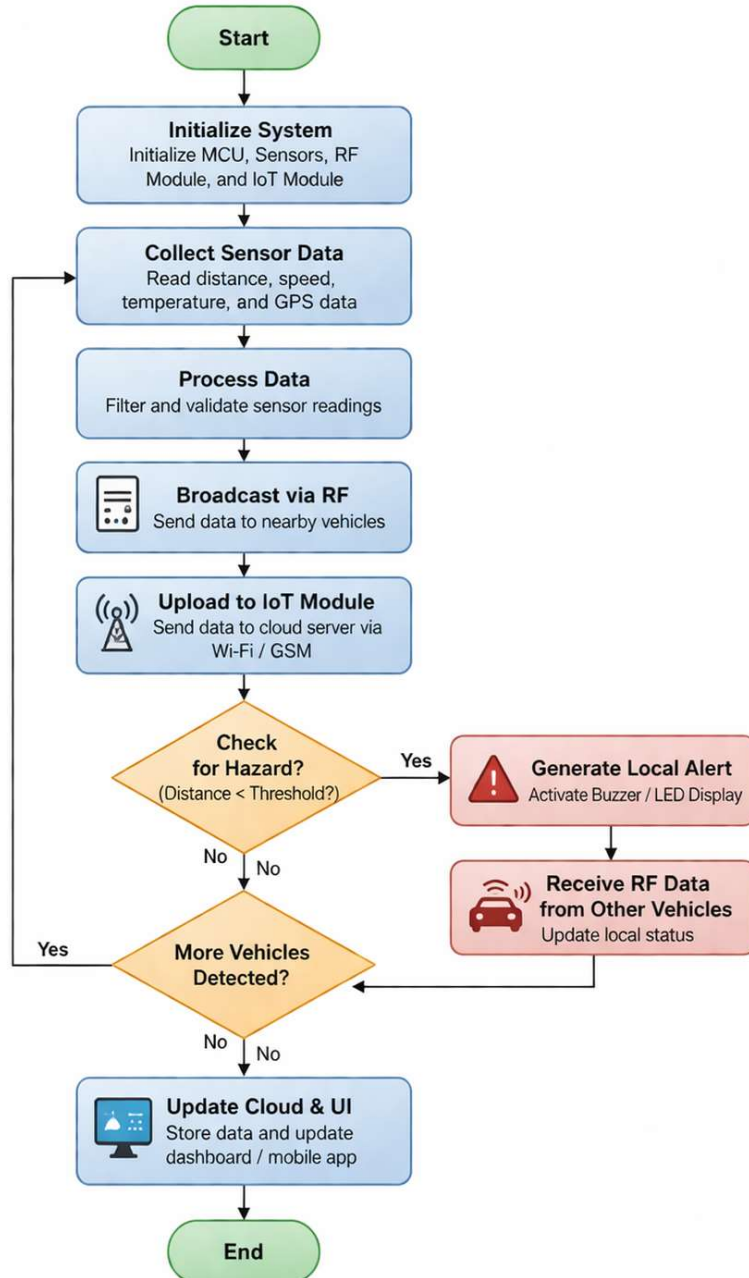 Start
Initialize System
Initialize MCU, Sensors, RF
Module, and IoT Module
Collect Sensor Data
Read distance, speed,
temperature, and GPS data
Process Data
Filter and validate sensor readings
Broadcast via RF
Send data to nearby vehicles
Upload to IoT Module
Send data to cloud server via
Wi-Fi / GSM
Check
for Hazard?
(Distance < Threshold?)
Yes
Generate Local Alert
Activate Buzzer / LED Display
No
No
Receive RF Data
from Other Vehicles
Update local status
Yes
More Vehicles
Detected?
No
No
Update Cloud & UI
Store data and update
dashboard / mobile app
End